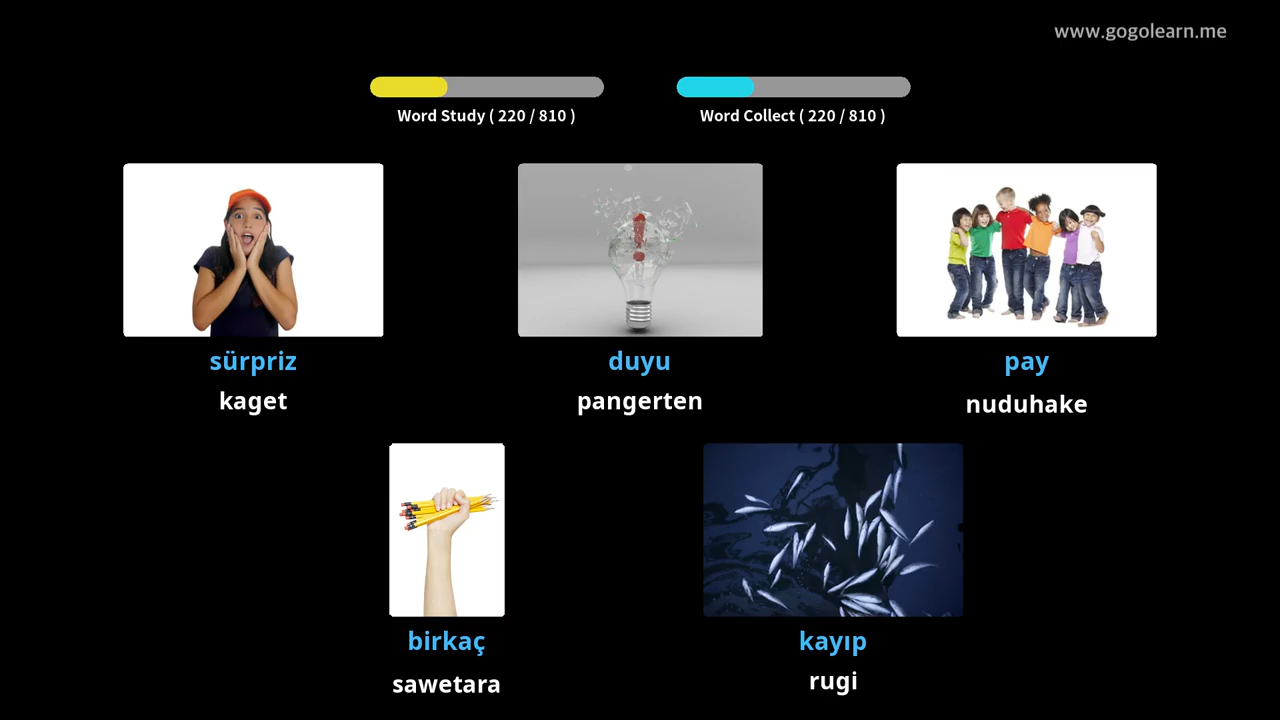 www.gogolearn.me
Word Study ( 220 / 810 )
Word Collect ( 220 / 810 )
sürpriz
kaget
duyu
pangerten
pay
nuduhake
birkaç
sawetara
kayıp
rugi